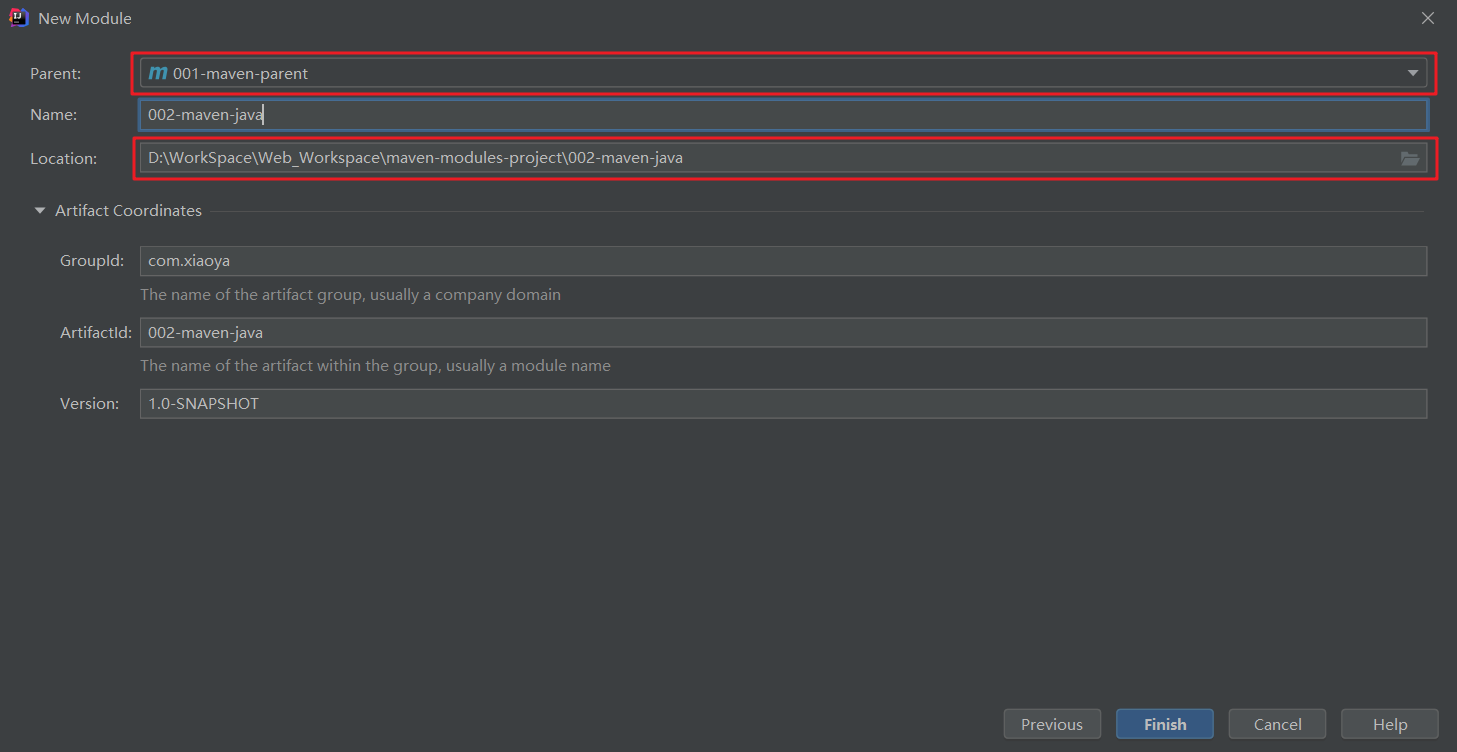 New Module
Parent: m 001-maven-parent
Name: 002-maven-java
Location: D:\WorkSpace\Web_Workspace\maven-modules-project\002-maven-java
Artifact Coordinates
GroupId: com.xiaoya
The name of the artifact group, usually a company domain
ArtifactId: 002-maven-java
The name of the artifact within the group, usually a module name
Version: 1.0-SNAPSHOT
Previous Finish Cancel Help